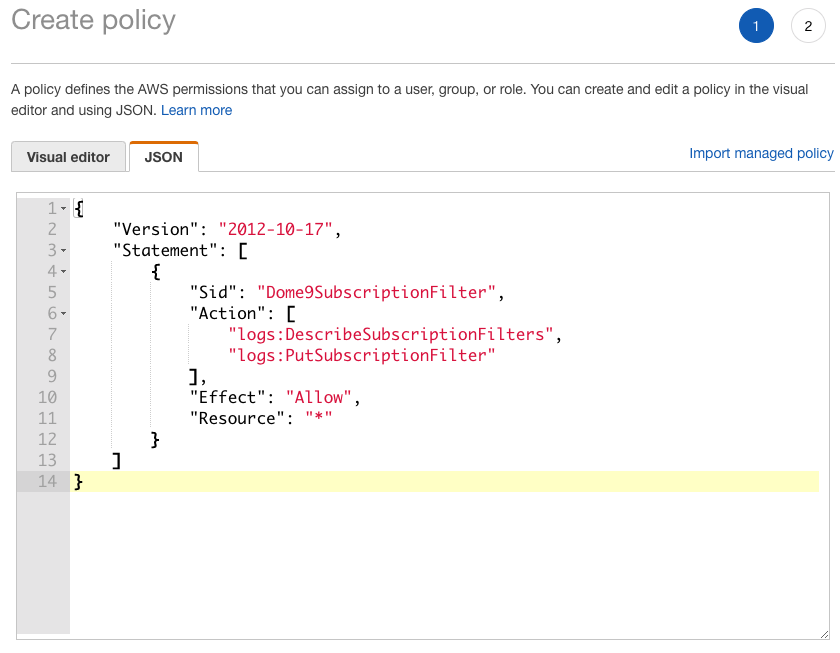 Create policy
1
2
A policy defines the AWS permissions that you can assign to a user, group, or role. You can create and edit a policy in the visual
editor and using JSON. Learn more
Visual editor
JSON
Import managed policy
1 {
2     "Version": "2012-10-17",
3     "Statement": [
4         {
5             "Sid": "Dome9SubscriptionFilter",
6             "Action": [
7                 "logs:DescribeSubscriptionFilters",
8                 "logs:PutSubscriptionFilter"
9             ],
10             "Effect": "Allow",
11             "Resource": "*"
12         }
13     ]
14 }